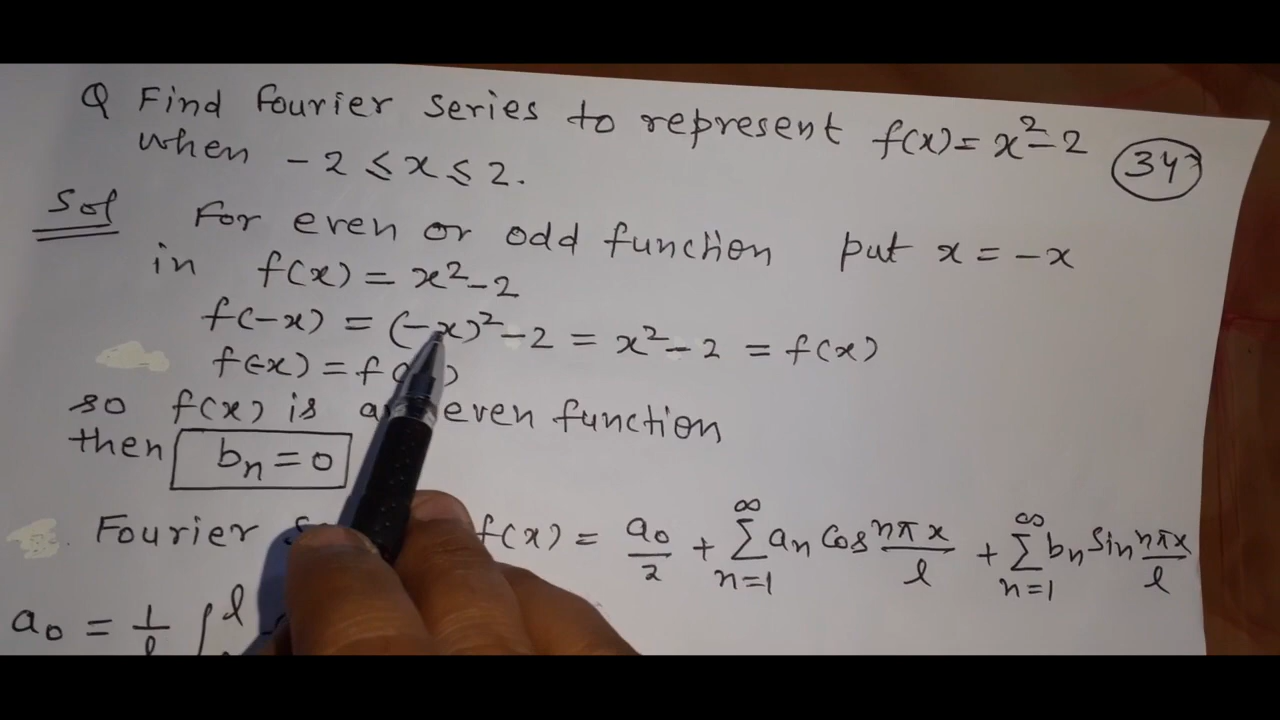 Q Find Fourier series to represent f(x) = x² - 2
when -2 ≤ x ≤ 2.
34
Sol For even or odd function put x = -x
in f(x) = x² - 2
f(-x) = (-x)² - 2 = x² - 2 = f(x)
f(-x) = f
so f(x) is even function
then bn = 0
Fourier f(x) = a₀/2 + ∞∑n=1 an cos nπx/l + ∞∑n=1 bn sin nπx/l
a₀ = 1/l ∫l